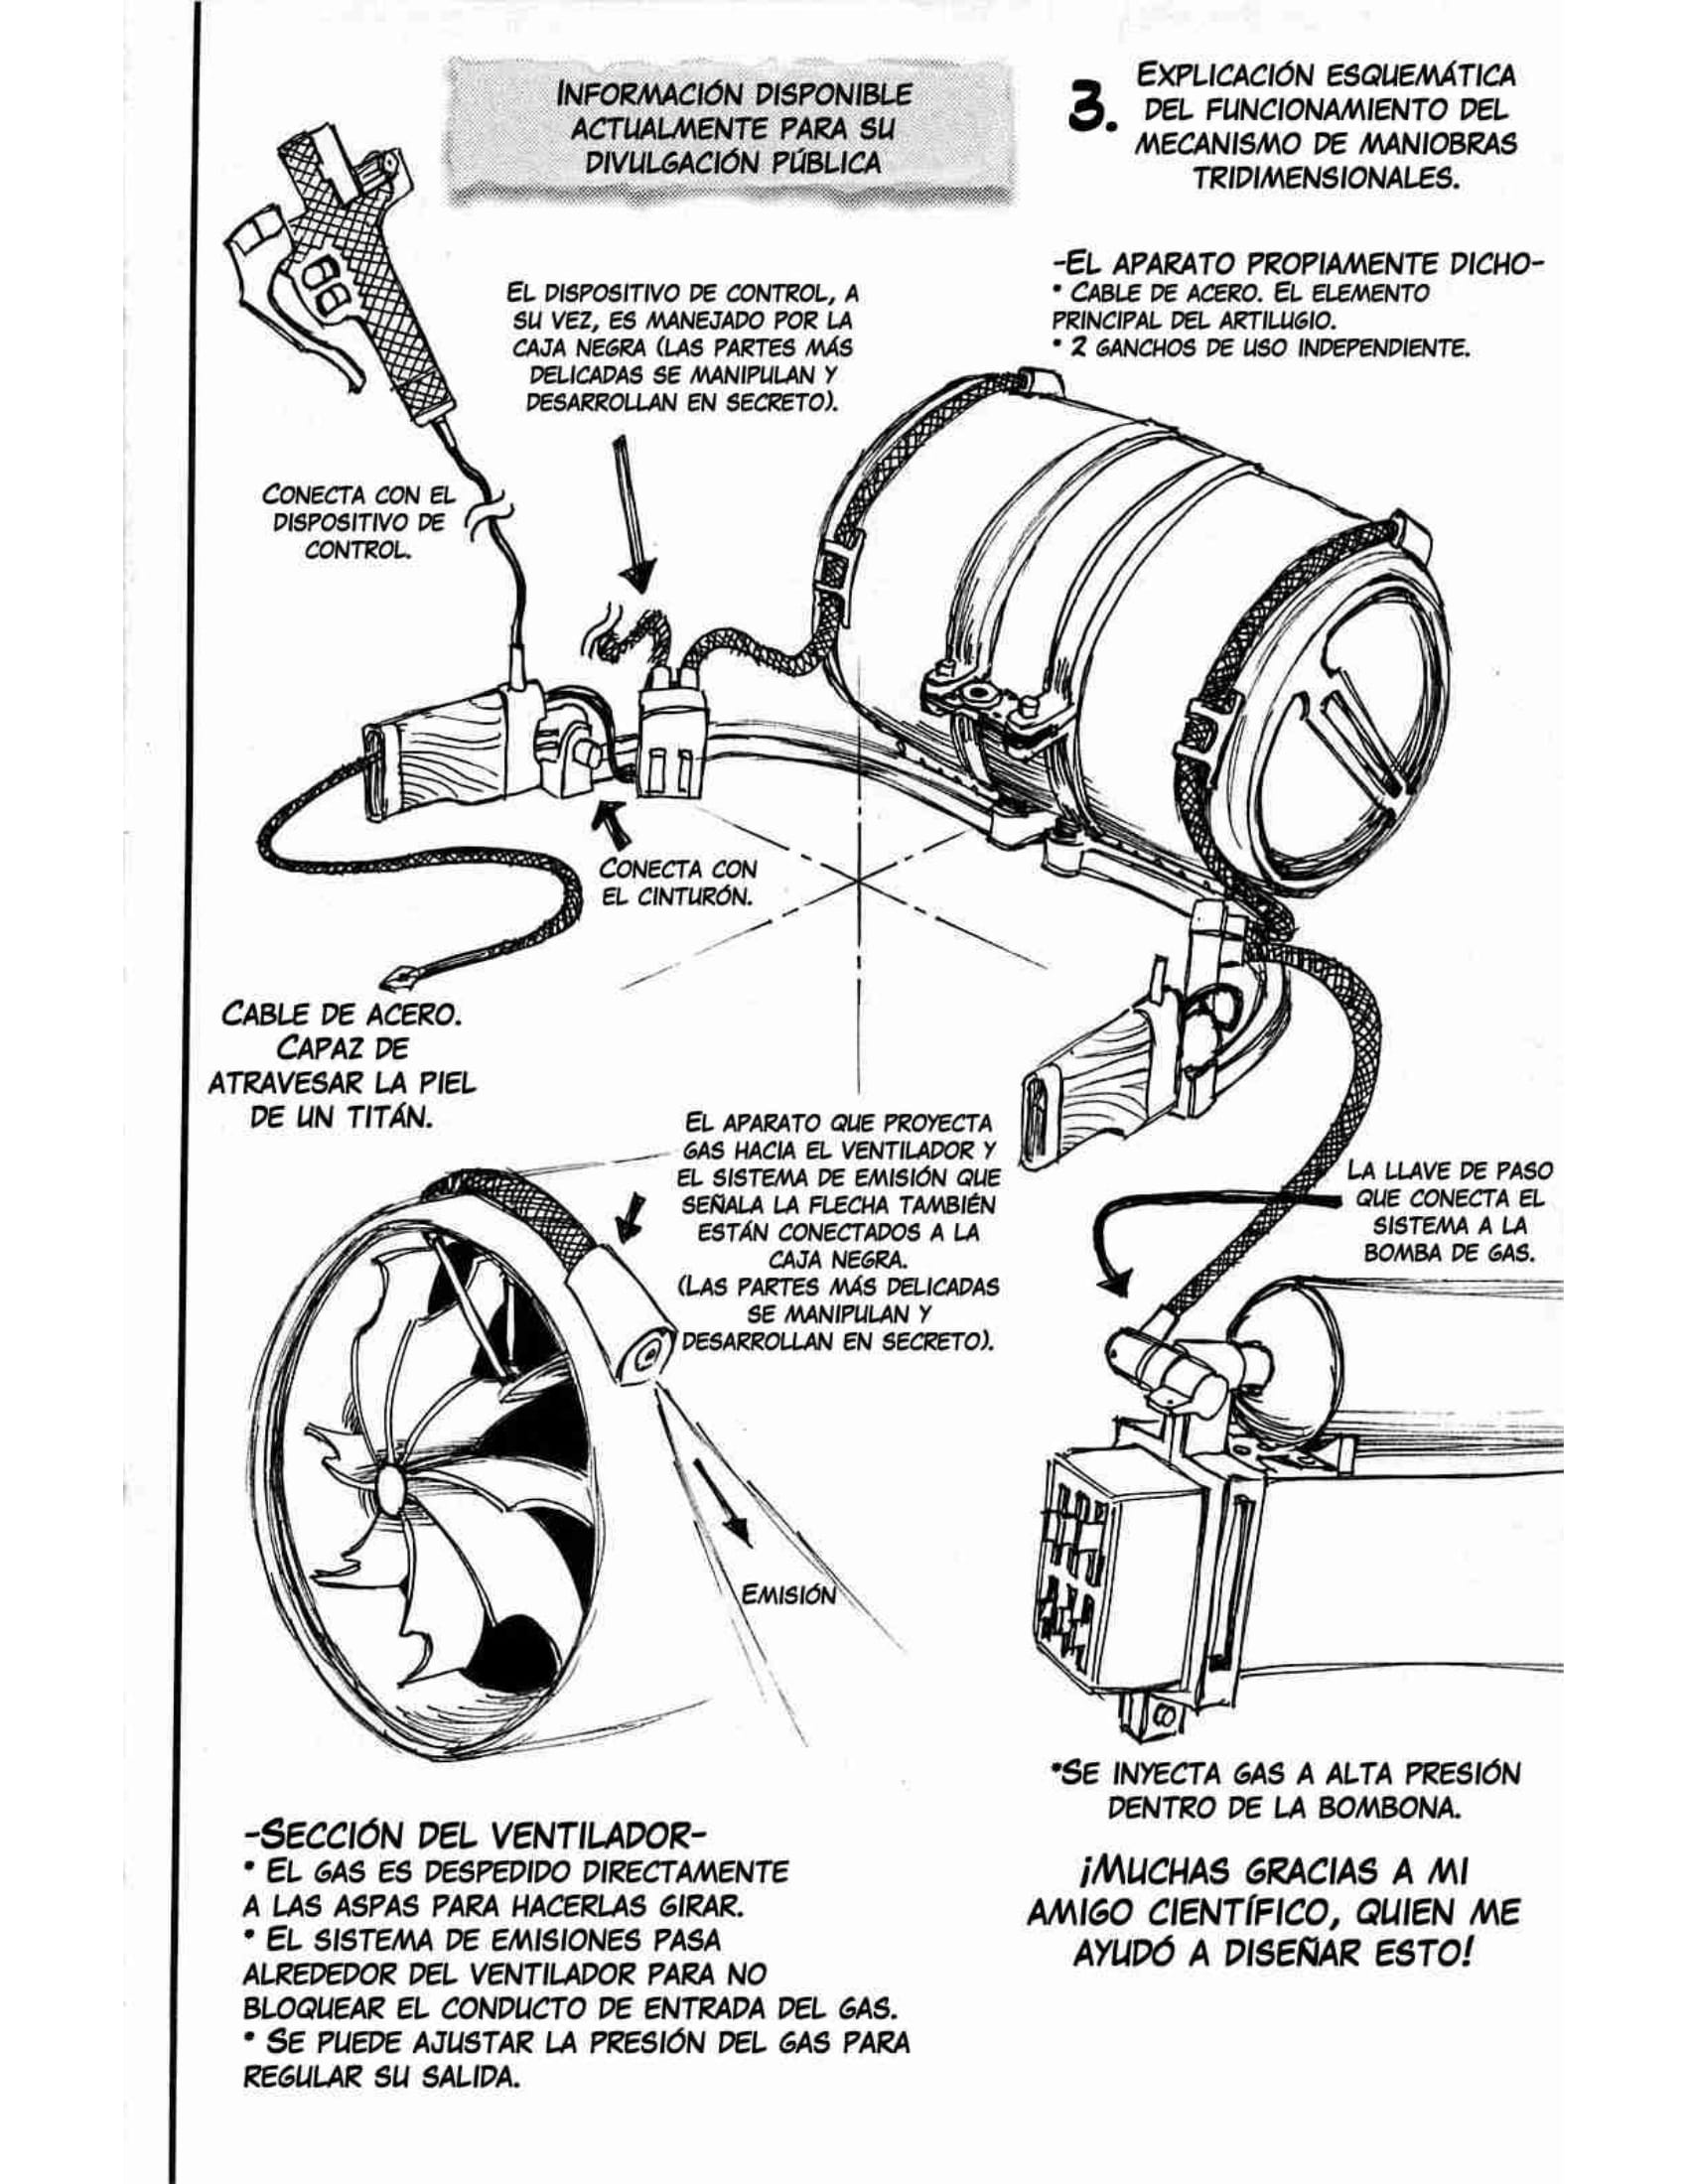 INFORMACIÓN DISPONIBLE
ACTUALMENTE PARA SU
DIVULGACIÓN PÚBLICA
3.
EXPLICACIÓN ESQUEMÁTICA
DEL FUNCIONAMIENTO DEL
MECANISMO DE MANIOBRAS
TRIDIMENSIONALES.
-EL APARATO PROPIAMENTE DICHO-
• CABLE DE ACERO. EL ELEMENTO
PRINCIPAL DEL ARTILUGIO.
• 2 GANCHOS DE USO INDEPENDIENTE.
EL DISPOSITIVO DE CONTROL, A
SU VEZ, ES MANEJADO POR LA
CAJA NEGRA (LAS PARTES MÁS
DELICADAS SE MANIPULAN Y
DESARROLLAN EN SECRETO).
CONECTA CON EL
DISPOSITIVO DE
CONTROL.
CONECTA CON
EL CINTURÓN.
CABLE DE ACERO.
CAPAZ DE
ATRAVESAR LA PIEL
DE UN TITÁN.
EL APARATO QUE PROYECTA
GAS HACIA EL VENTILADOR Y
EL SISTEMA DE EMISIÓN QUE
SEÑALA LA FLECHA TAMBIÉN
ESTÁN CONECTADOS A LA
CAJA NEGRA.
(LAS PARTES MÁS DELICADAS
SE MANIPULAN Y
DESARROLLAN EN SECRETO).
LA LLAVE DE PASO
QUE CONECTA EL
SISTEMA A LA
BOMBA DE GAS.
EMISIÓN
•SE INYECTA GAS A ALTA PRESIÓN
DENTRO DE LA BOMBONA.
-SECCIÓN DEL VENTILADOR-
• EL GAS ES DESPEDIDO DIRECTAMENTE
A LAS ASPAS PARA HACERLAS GIRAR.
• EL SISTEMA DE EMISIONES PASA
ALREDEDOR DEL VENTILADOR PARA NO
BLOQUEAR EL CONDUCTO DE ENTRADA DEL GAS.
• SE PUEDE AJUSTAR LA PRESIÓN DEL GAS PARA
REGULAR SU SALIDA.
¡MUCHAS GRACIAS A MI
AMIGO CIENTÍFICO, QUIEN ME
AYUDÓ A DISEÑAR ESTO!